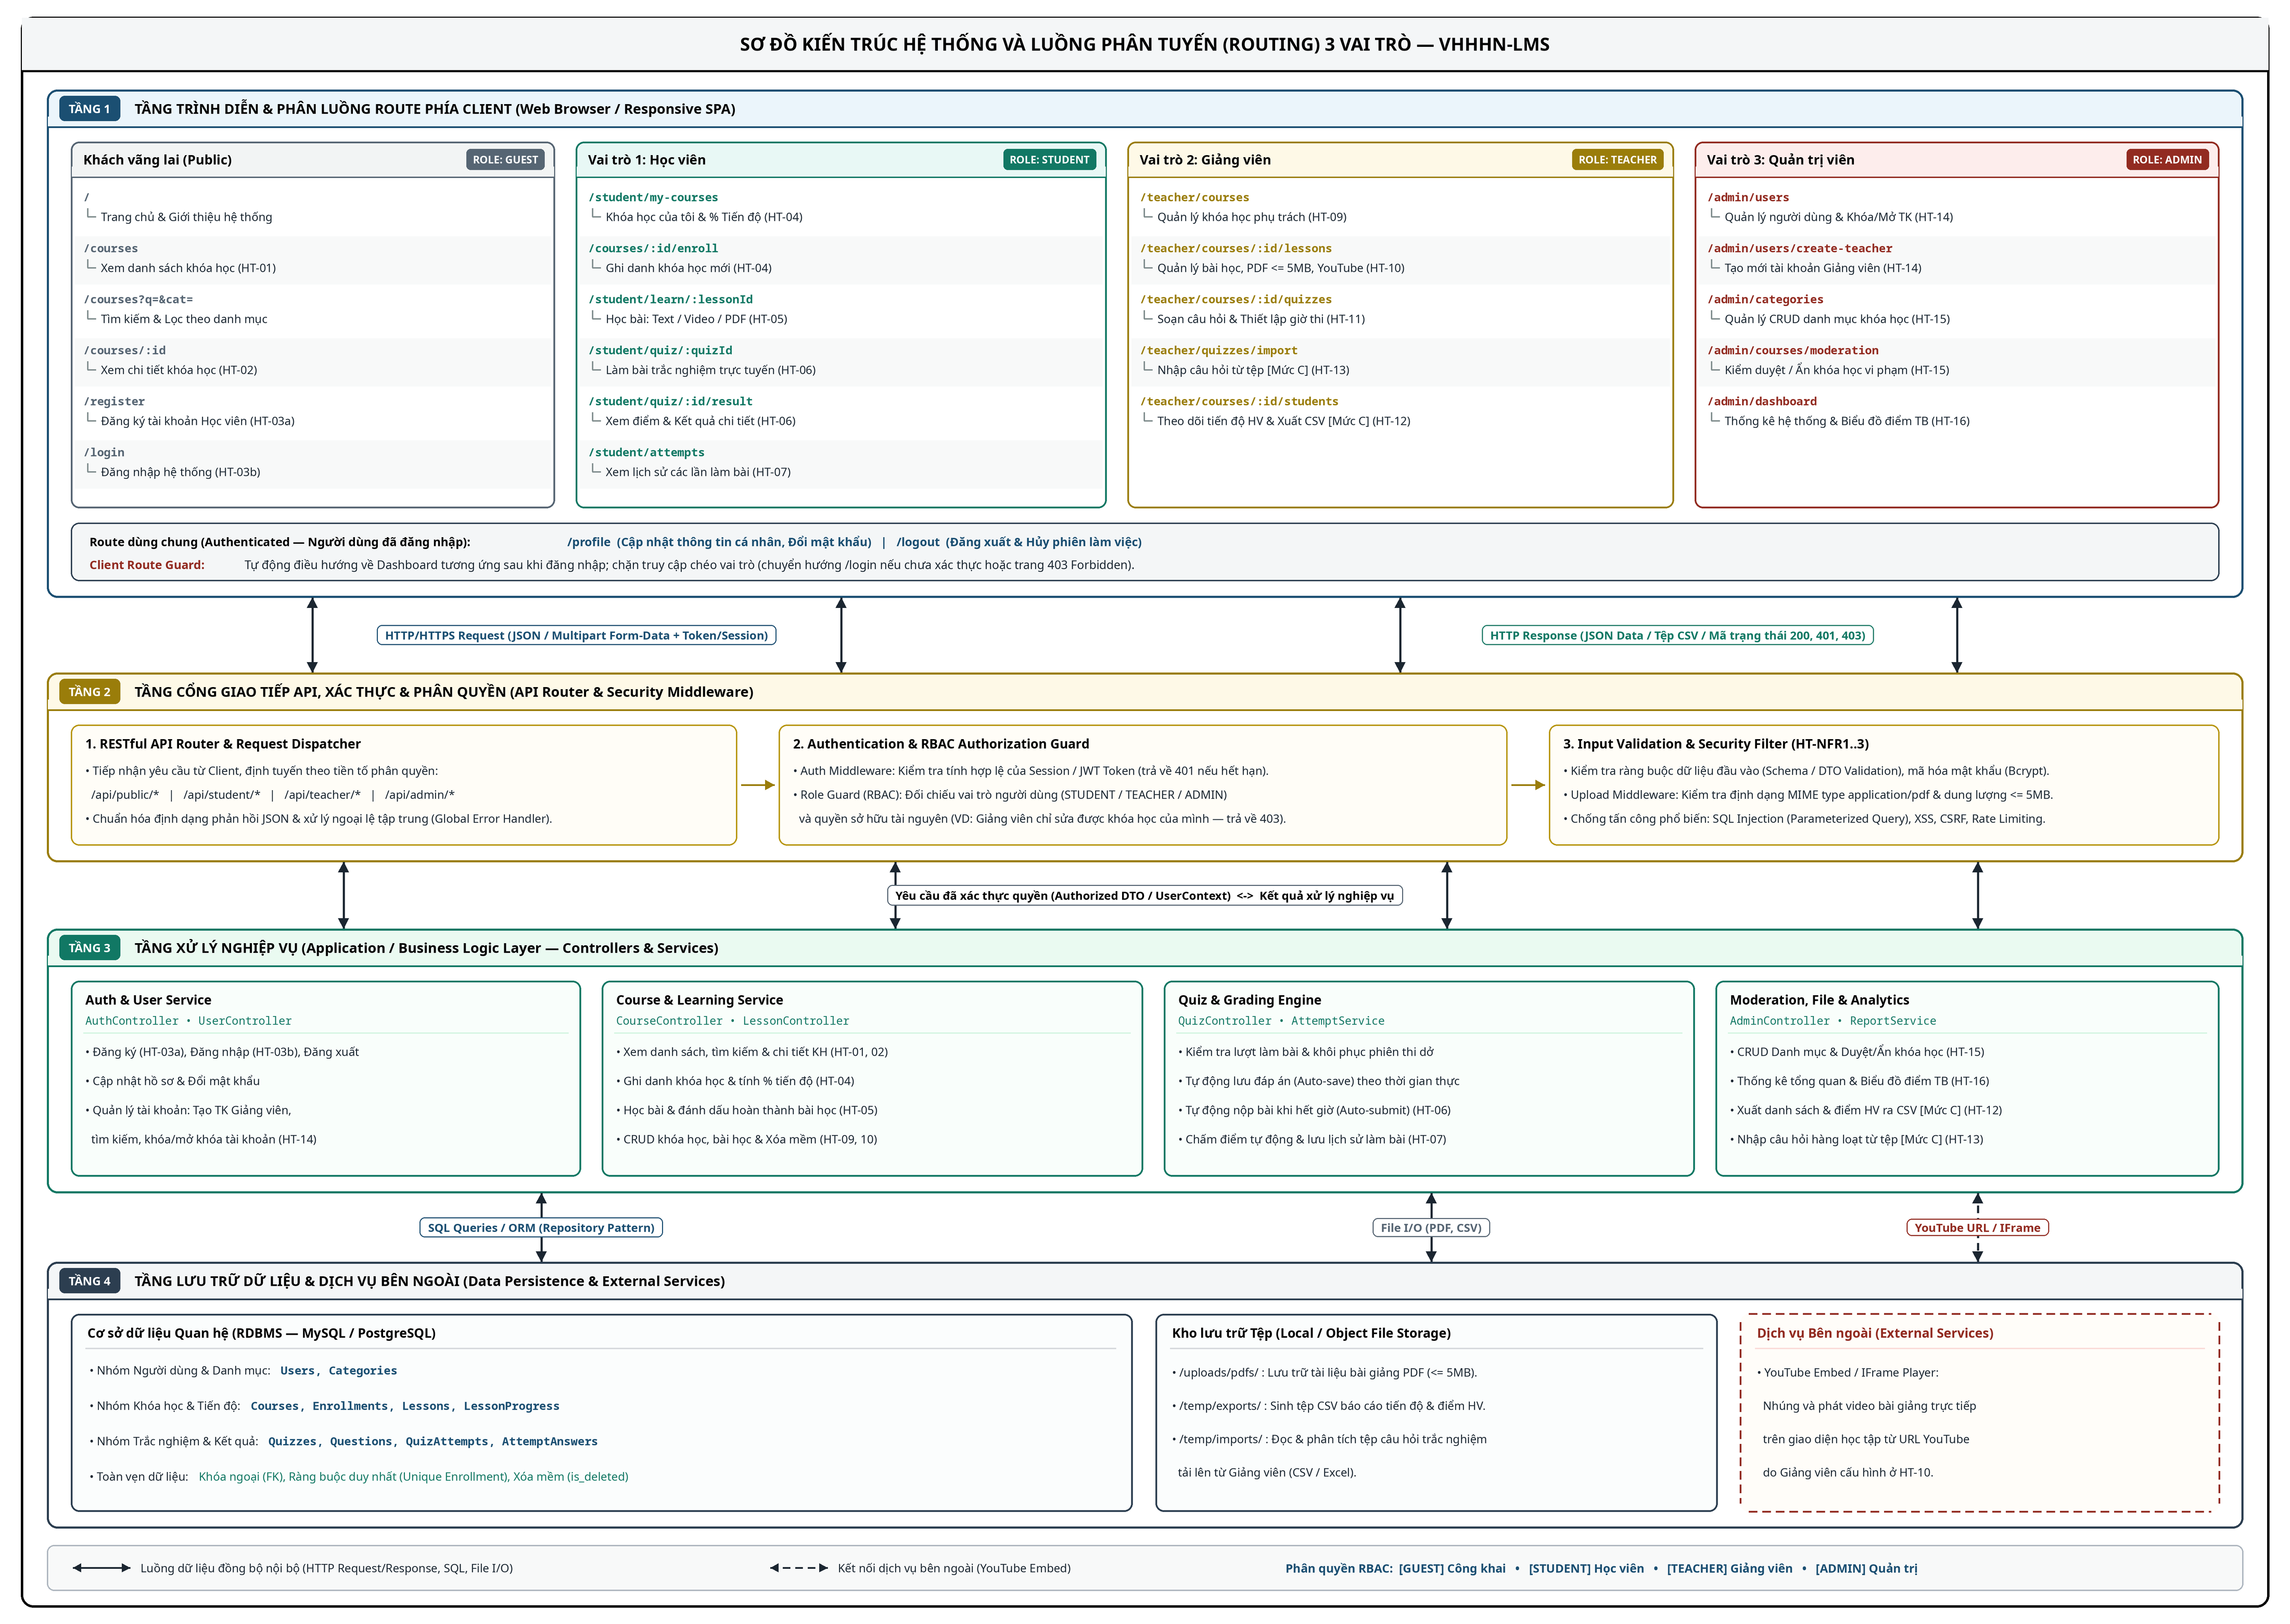 SƠ ĐỒ KIẾN TRÚC HỆ THỐNG VÀ LUỒNG PHÂN TUYẾN (ROUTING) 3 VAI TRÒ — VHHHN-LMS
TẦNG 1
TẦNG TRÌNH DIỄN & PHÂN LUỒNG ROUTE PHÍA CLIENT (Web Browser / Responsive SPA)
Khách vãng lai (Public)
ROLE: GUEST
/
└─ Trang chủ & Giới thiệu hệ thống
/courses
└─ Xem danh sách khóa học (HT-01)
/courses?q=&cat=
└─ Tìm kiếm & Lọc theo danh mục
/courses/:id
└─ Xem chi tiết khóa học (HT-02)
/register
└─ Đăng ký tài khoản Học viên (HT-03a)
/login
└─ Đăng nhập hệ thống (HT-03b)
Vai trò 1: Học viên
ROLE: STUDENT
/student/my-courses
└─ Khóa học của tôi & % Tiến độ (HT-04)
/courses/:id/enroll
└─ Ghi danh khóa học mới (HT-04)
/student/learn/:lessonId
└─ Học bài: Text / Video / PDF (HT-05)
/student/quiz/:quizId
└─ Làm bài trắc nghiệm trực tuyến (HT-06)
/student/quiz/:id/result
└─ Xem điểm & Kết quả chi tiết (HT-06)
/student/attempts
└─ Xem lịch sử các lần làm bài (HT-07)
Vai trò 2: Giảng viên
ROLE: TEACHER
/teacher/courses
└─ Quản lý khóa học phụ trách (HT-09)
/teacher/courses/:id/lessons
└─ Quản lý bài học, PDF <= 5MB, YouTube (HT-10)
/teacher/courses/:id/quizzes
└─ Soạn câu hỏi & Thiết lập giờ thi (HT-11)
/teacher/quizzes/import
└─ Nhập câu hỏi từ tệp [Mức C] (HT-13)
/teacher/courses/:id/students
└─ Theo dõi tiến độ HV & Xuất CSV [Mức C] (HT-12)
Vai trò 3: Quản trị viên
ROLE: ADMIN
/admin/users
└─ Quản lý người dùng & Khóa/Mở TK (HT-14)
/admin/users/create-teacher
└─ Tạo mới tài khoản Giảng viên (HT-14)
/admin/categories
└─ Quản lý CRUD danh mục khóa học (HT-15)
/admin/courses/moderation
└─ Kiểm duyệt / Ẩn khóa học vi phạm (HT-15)
/admin/dashboard
└─ Thống kê hệ thống & Biểu đồ điểm TB (HT-16)
Route dùng chung (Authenticated — Người dùng đã đăng nhập): /profile (Cập nhật thông tin cá nhân, Đổi mật khẩu) | /logout (Đăng xuất & Hủy phiên làm việc)
Client Route Guard: Tự động điều hướng về Dashboard tương ứng sau khi đăng nhập; chặn truy cập chéo vai trò (chuyển hướng /login nếu chưa xác thực hoặc trang 403 Forbidden).
HTTP/HTTPS Request (JSON / Multipart Form-Data + Token/Session)
HTTP Response (JSON Data / Tệp CSV / Mã trạng thái 200, 401, 403)
TẦNG 2
TẦNG CỔNG GIAO TIẾP API, XÁC THỰC & PHÂN QUYỀN (API Router & Security Middleware)
1. RESTful API Router & Request Dispatcher
• Tiếp nhận yêu cầu từ Client, định tuyến theo tiền tố phân quyền:
/api/public/* | /api/student/* | /api/teacher/* | /api/admin/*
• Chuẩn hóa định dạng phản hồi JSON & xử lý ngoại lệ tập trung (Global Error Handler).
2. Authentication & RBAC Authorization Guard
• Auth Middleware: Kiểm tra tính hợp lệ của Session / JWT Token (trả về 401 nếu hết hạn).
• Role Guard (RBAC): Đối chiếu vai trò người dùng (STUDENT / TEACHER / ADMIN)
và quyền sở hữu tài nguyên (VD: Giảng viên chỉ sửa được khóa học của mình — trả về 403).
3. Input Validation & Security Filter (HT-NFR1..3)
• Kiểm tra ràng buộc dữ liệu đầu vào (Schema / DTO Validation), mã hóa mật khẩu (Bcrypt).
• Upload Middleware: Kiểm tra định dạng MIME type application/pdf & dung lượng <= 5MB.
• Chống tấn công phổ biến: SQL Injection (Parameterized Query), XSS, CSRF, Rate Limiting.
Yêu cầu đã xác thực quyền (Authorized DTO / UserContext) <-> Kết quả xử lý nghiệp vụ
TẦNG 3
TẦNG XỬ LÝ NGHIỆP VỤ (Application / Business Logic Layer — Controllers & Services)
Auth & User Service
AuthController • UserController
• Đăng ký (HT-03a), Đăng nhập (HT-03b), Đăng xuất
• Cập nhật hồ sơ & Đổi mật khẩu
• Quản lý tài khoản: Tạo TK Giảng viên,
tìm kiếm, khóa/mở khóa tài khoản (HT-14)
Course & Learning Service
CourseController • LessonController
• Xem danh sách, tìm kiếm & chi tiết KH (HT-01, 02)
• Ghi danh khóa học & tính % tiến độ (HT-04)
• Học bài & đánh dấu hoàn thành bài học (HT-05)
• CRUD khóa học, bài học & Xóa mềm (HT-09, 10)
Quiz & Grading Engine
QuizController • AttemptService
• Kiểm tra lượt làm bài & khôi phục phiên thi dở
• Tự động lưu đáp án (Auto-save) theo thời gian thực
• Tự động nộp bài khi hết giờ (Auto-submit) (HT-06)
• Chấm điểm tự động & lưu lịch sử làm bài (HT-07)
Moderation, File & Analytics
AdminController • ReportService
• CRUD Danh mục & Duyệt/Ẩn khóa học (HT-15)
• Thống kê tổng quan & Biểu đồ điểm TB (HT-16)
• Xuất danh sách & điểm HV ra CSV [Mức C] (HT-12)
• Nhập câu hỏi hàng loạt từ tệp [Mức C] (HT-13)
SQL Queries / ORM (Repository Pattern)
File I/O (PDF, CSV)
YouTube URL / IFrame
TẦNG 4
TẦNG LƯU TRỮ DỮ LIỆU & DỊCH VỤ BÊN NGOÀI (Data Persistence & External Services)
Cơ sở dữ liệu Quan hệ (RDBMS — MySQL / PostgreSQL)
• Nhóm Người dùng & Danh mục: Users, Categories
• Nhóm Khóa học & Tiến độ: Courses, Enrollments, Lessons, LessonProgress
• Nhóm Trắc nghiệm & Kết quả: Quizzes, Questions, QuizAttempts, AttemptAnswers
• Toàn vẹn dữ liệu: Khóa ngoại (FK), Ràng buộc duy nhất (Unique Enrollment), Xóa mềm (is_deleted)
Kho lưu trữ Tệp (Local / Object File Storage)
• /uploads/pdfs/ : Lưu trữ tài liệu bài giảng PDF (<= 5MB).
• /temp/exports/ : Sinh tệp CSV báo cáo tiến độ & điểm HV.
• /temp/imports/ : Đọc & phân tích tệp câu hỏi trắc nghiệm
tải lên từ Giảng viên (CSV / Excel).
Dịch vụ Bên ngoài (External Services)
• YouTube Embed / IFrame Player:
Nhúng và phát video bài giảng trực tiếp
trên giao diện học tập từ URL YouTube
do Giảng viên cấu hình ở HT-10.
Luồng dữ liệu đồng bộ nội bộ (HTTP Request/Response, SQL, File I/O)
Kết nối dịch vụ bên ngoài (YouTube Embed)
Phân quyền RBAC: [GUEST] Công khai • [STUDENT] Học viên • [TEACHER] Giảng viên • [ADMIN] Quản trị